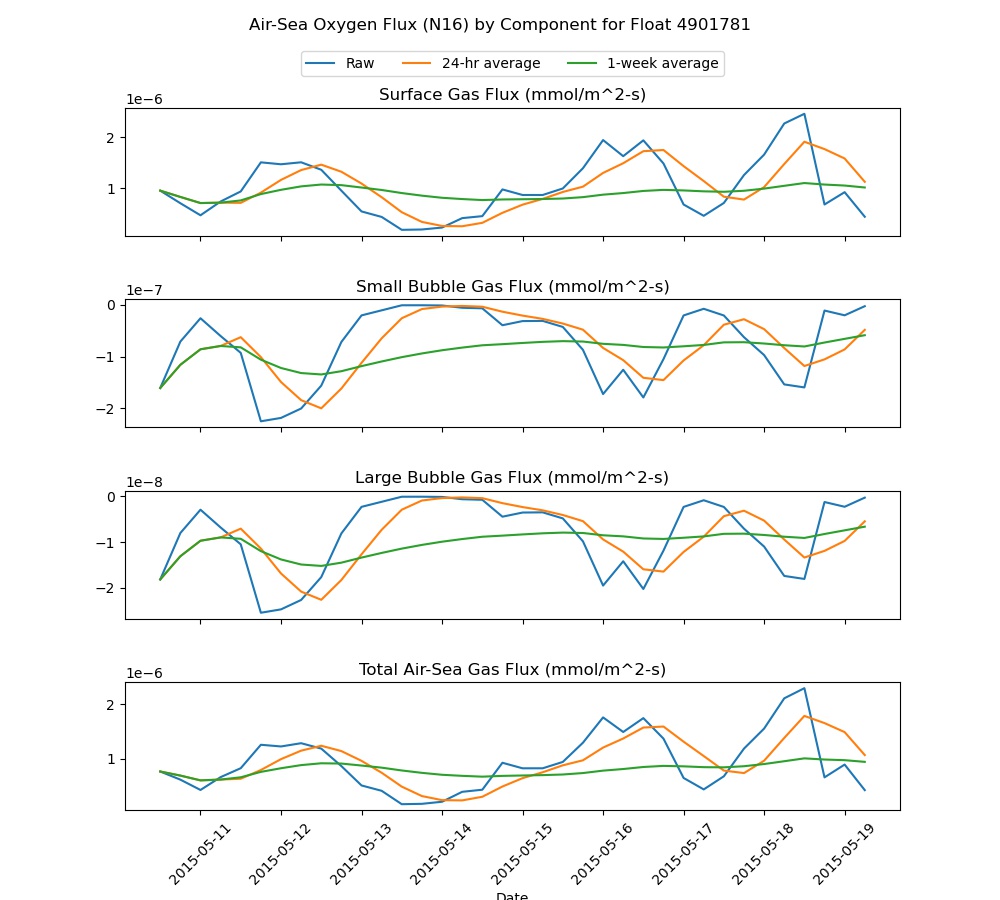 Air-Sea Oxygen Flux (N16) by Component for Float 4901781
Raw 24-hr average 1-week average
1e−6
Surface Gas Flux (mmol/m^2-s)
2
1
1e−7
Small Bubble Gas Flux (mmol/m^2-s)
0
−1
−2
1e−8
Large Bubble Gas Flux (mmol/m^2-s)
0
−1
−2
1e−6
Total Air-Sea Gas Flux (mmol/m^2-s)
2
1
2015-05-11 2015-05-12 2015-05-13 2015-05-14 2015-05-15 2015-05-16 2015-05-17 2015-05-18 2015-05-19
Date